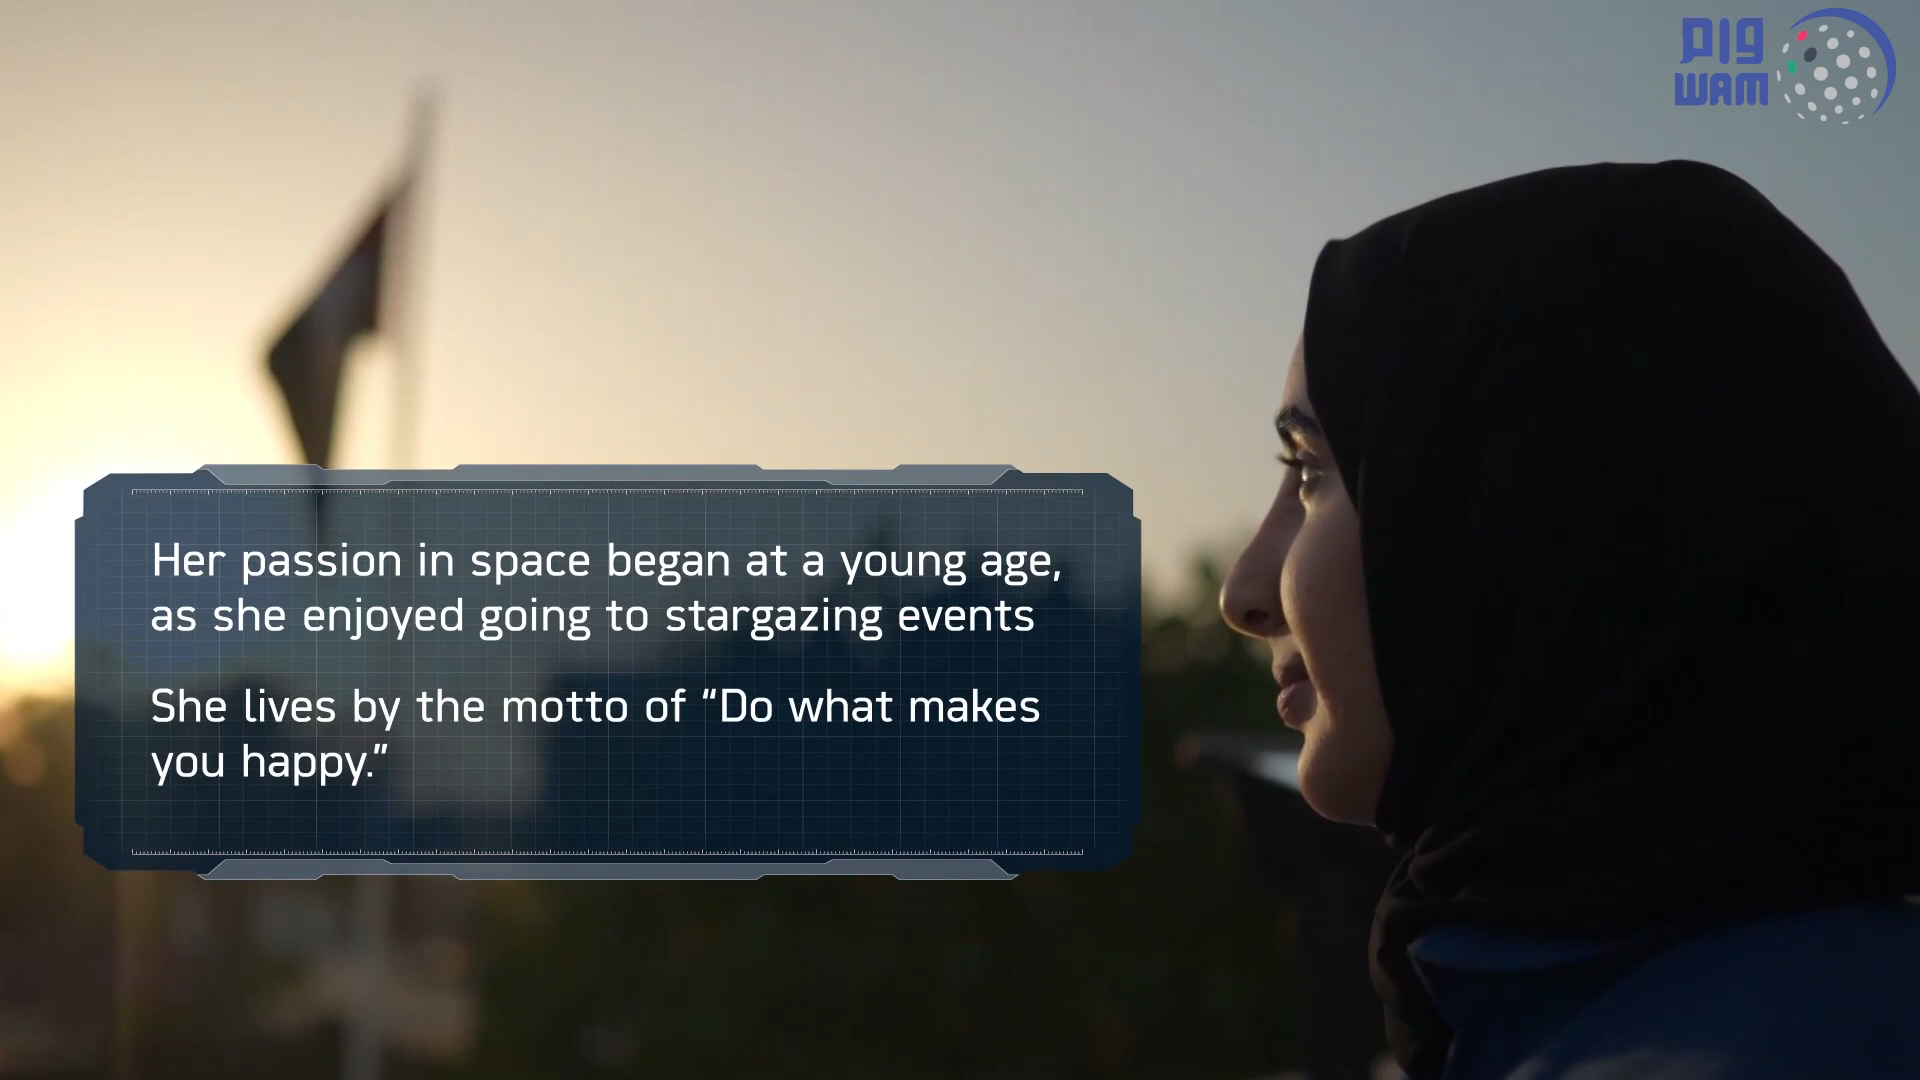 وام
WAM
Her passion in space began at a young age,
as she enjoyed going to stargazing events
She lives by the motto of “Do what makes
you happy.”